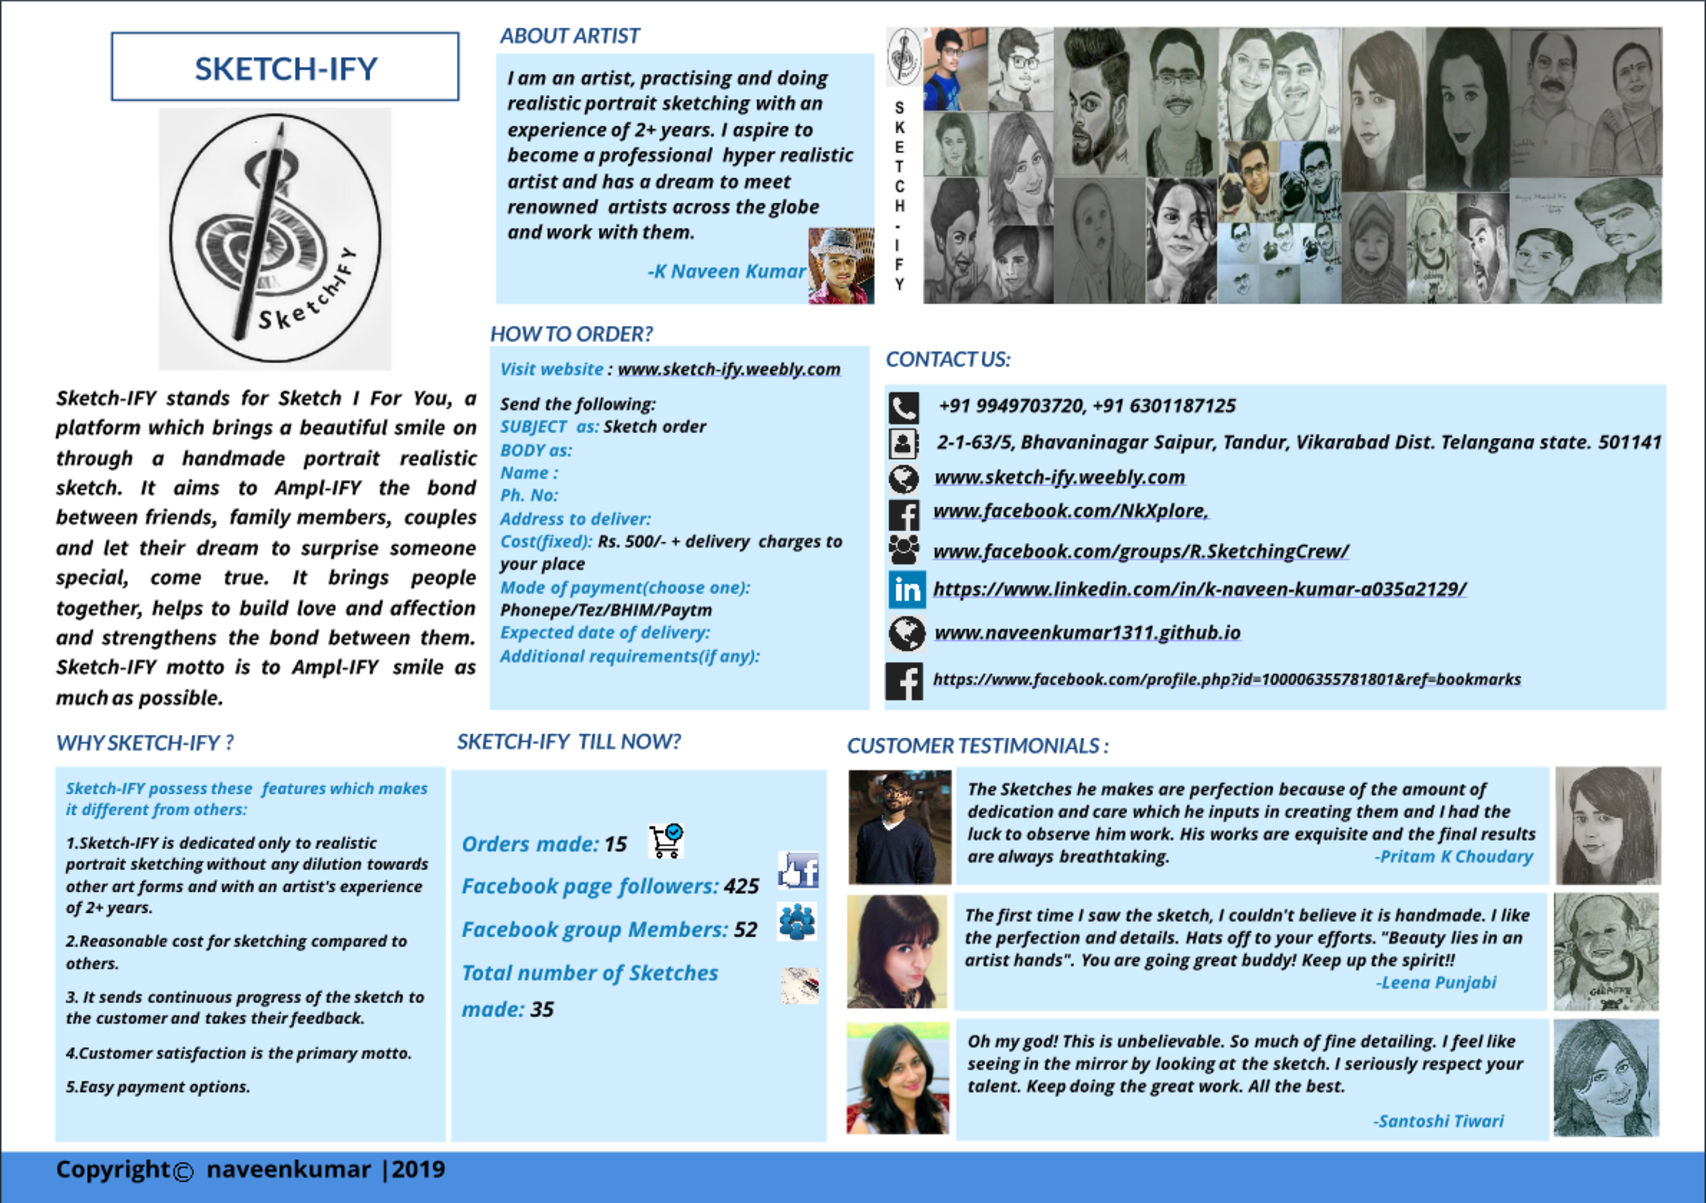 SKETCH-IFY
Sketch-IFY
Sketch-IFY stands for Sketch I For You, a
platform which brings a beautiful smile on
through a handmade portrait realistic
sketch. It aims to Ampl-IFY the bond
between friends, family members, couples
and let their dream to surprise someone
special, come true. It brings people
together, helps to build love and affection
and strengthens the bond between them.
Sketch-IFY motto is to Ampl-IFY smile as
much as possible.
ABOUT ARTIST
I am an artist, practising and doing
realistic portrait sketching with an
experience of 2+ years. I aspire to
become a professional hyper realistic
artist and has a dream to meet
renowned artists across the globe
and work with them.
-K Naveen Kumar
SKETCH-IFY
HOW TO ORDER?
Visit website : www.sketch-ify.weebly.com
Send the following:
SUBJECT as: Sketch order
BODY as:
Name :
Ph. No:
Address to deliver:
Cost(fixed): Rs. 500/- + delivery charges to
your place
Mode of payment(choose one):
Phonepe/Tez/BHIM/Paytm
Expected date of delivery:
Additional requirements(if any):
CONTACT US:
+91 9949703720, +91 6301187125
2-1-63/5, Bhavaninagar Saipur, Tandur, Vikarabad Dist. Telangana state. 501141
www.sketch-ify.weebly.com
www.facebook.com/NkXplore,
www.facebook.com/groups/R.SketchingCrew/
https://www.linkedin.com/in/k-naveen-kumar-a035a2129/
www.naveenkumar1311.github.io
https://www.facebook.com/profile.php?id=100006355781801&ref=bookmarks
WHY SKETCH-IFY ?
Sketch-IFY possess these features which makes
it different from others:
1.Sketch-IFY is dedicated only to realistic
portrait sketching without any dilution towards
other art forms and with an artist's experience
of 2+ years.
2.Reasonable cost for sketching compared to
others.
3. It sends continuous progress of the sketch to
the customer and takes their feedback.
4.Customer satisfaction is the primary motto.
5.Easy payment options.
SKETCH-IFY TILL NOW?
Orders made: 15
Facebook page followers: 425
Facebook group Members: 52
Total number of Sketches
made: 35
CUSTOMER TESTIMONIALS :
The Sketches he makes are perfection because of the amount of
dedication and care which he inputs in creating them and I had the
luck to observe him work. His works are exquisite and the final results
are always breathtaking. -Pritam K Choudary
The first time I saw the sketch, I couldn't believe it is handmade. I like
the perfection and details. Hats off to your efforts. "Beauty lies in an
artist hands". You are going great buddy! Keep up the spirit!!
-Leena Punjabi
GIRAFFE
Oh my god! This is unbelievable. So much of fine detailing. I feel like
seeing in the mirror by looking at the sketch. I seriously respect your
talent. Keep doing the great work. All the best.
-Santoshi Tiwari
Copyright© naveenkumar |2019